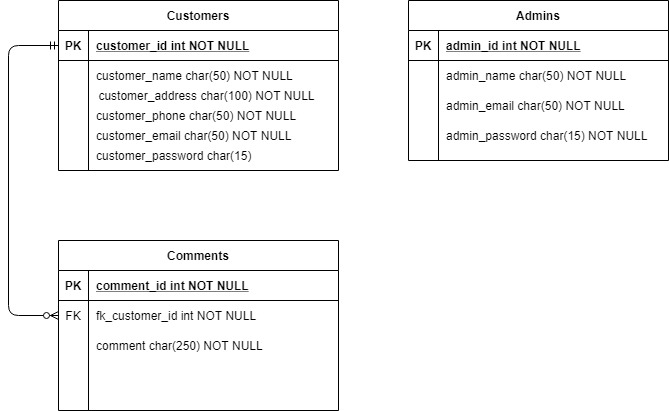 Customers
PK customer_id int NOT NULL
customer_name char(50) NOT NULL
customer_address char(100) NOT NULL
customer_phone char(50) NOT NULL
customer_email char(50) NOT NULL
customer_password char(15)
Admins
PK admin_id int NOT NULL
admin_name char(50) NOT NULL
admin_email char(50) NOT NULL
admin_password char(15) NOT NULL
Comments
PK comment_id int NOT NULL
FK fk_customer_id int NOT NULL
comment char(250) NOT NULL